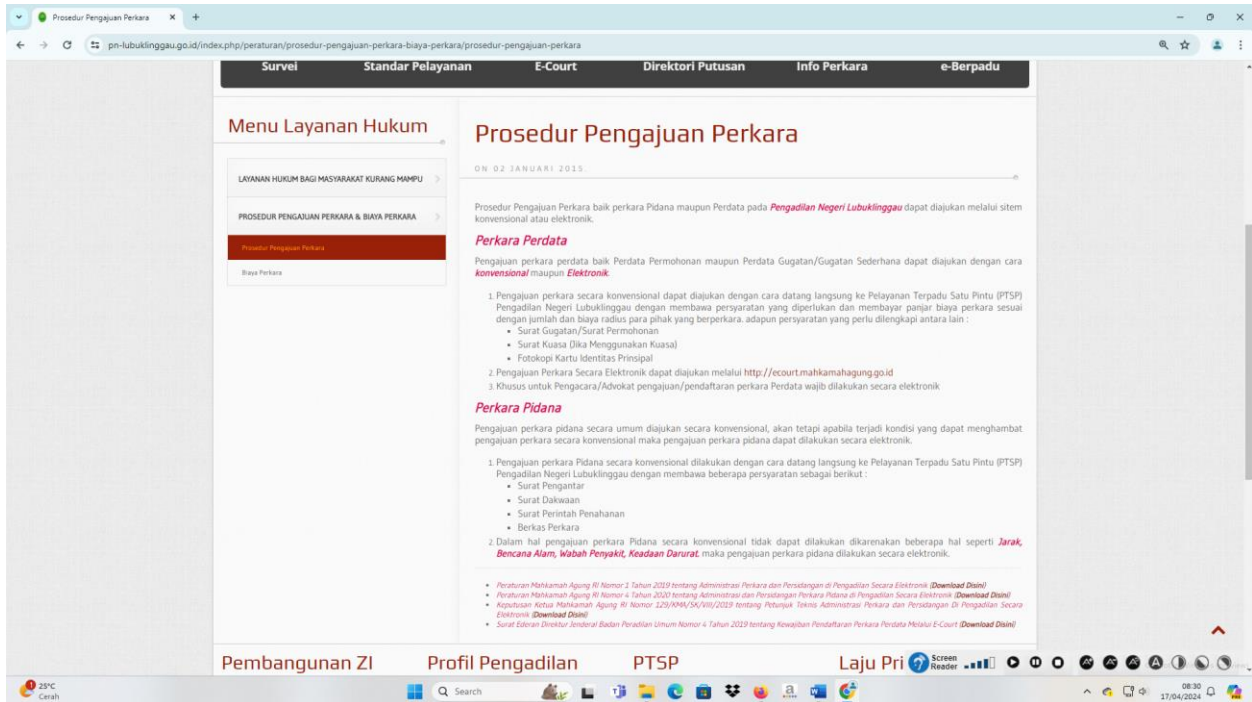 Prosedur Pengajuan Perkara
pn-lubuklinggau.go.id/index.php/peraturan/prosedur-pengajuan-perkara-biaya-perkara/prosedur-pengajuan-perkara
Survei Standar Pelayanan E-Court Direktori Putusan Info Perkara e-Berpadu
Menu Layanan Hukum
LAYANAN HUKUM BAGI MASYARAKAT KURANG MAMPU
PROSEDUR PENGAJUAN PERKARA & BIAYA PERKARA
Prosedur Pengajuan Perkara
Biaya Perkara
Prosedur Pengajuan Perkara
ON 02 JANUARI 2015.
Prosedur Pengajuan Perkara baik perkara Pidana maupun Perdata pada Pengadilan Negeri Lubuklinggau dapat diajukan melalui sitem
konvensional atau elektronik.
Perkara Perdata
Pengajuan perkara perdata baik Perdata Permohonan maupun Perdata Gugatan/Gugatan Sederhana dapat diajukan dengan cara
konvensional maupun Elektronik.
1. Pengajuan perkara secara konvensional dapat diajukan dengan cara datang langsung ke Pelayanan Terpadu Satu Pintu (PTSP)
Pengadilan Negeri Lubuklinggau dengan membawa persyaratan yang diperlukan dan membayar panjar biaya perkara sesuai
dengan jumlah dan biaya radius para pihak yang berperkara. adapun persyaratan yang perlu dilengkapi antara lain :
• Surat Gugatan/Surat Permohonan
• Surat Kuasa (Jika Menggunakan Kuasa)
• Fotokopi Kartu Identitas Prinsipal
2. Pengajuan Perkara Secara Elektronik dapat diajukan melalui http://ecourt.mahkamahagung.go.id
3. Khusus untuk Pengacara/Advokat pengajuan/pendaftaran perkara Perdata wajib dilakukan secara elektronik
Perkara Pidana
Pengajuan perkara pidana secara umum diajukan secara konvensional, akan tetapi apabila terjadi kondisi yang dapat menghambat
pengajuan perkara secara konvensional maka pengajuan perkara pidana dapat dilakukan secara elektronik.
1. Pengajuan perkara Pidana secara konvensional dilakukan dengan cara datang langsung ke Pelayanan Terpadu Satu Pintu (PTSP)
Pengadilan Negeri Lubuklinggau dengan membawa beberapa persyaratan sebagai berikut :
• Surat Pengantar
• Surat Dakwaan
• Surat Perintah Penahanan
• Berkas Perkara
2. Dalam hal pengajuan perkara Pidana secara konvensional tidak dapat dilakukan dikarenakan beberapa hal seperti Jarak,
Bencana Alam, Wabah Penyakit, Keadaan Darurat. maka pengajuan perkara pidana dilakukan secara elektronik.
• Peraturan Mahkamah Agung RI Nomor 1 Tahun 2019 tentang Administrasi Perkara dan Persidangan di Pengadilan Secara Elektronik (Download Disini)
• Peraturan Mahkamah Agung RI Nomor 4 Tahun 2020 tentang Administrasi dan Persidangan Perkara Pidana di Pengadilan Secara Elektronik (Download Disini)
• Keputusan Ketua Mahkamah Agung RI Nomor 129/KMA/SK/VIII/2019 tentang Petunjuk Teknis Administrasi Perkara dan Persidangan Di Pengadilan Secara
Elektronik (Download Disini)
• Surat Edaran Direktur Jenderal Badan Peradilan Umum Nomor 4 Tahun 2019 tentang Kewajiban Pendaftaran Perkara Perdata Melalui E-Court (Download Disini)
Pembangunan ZI Profil Pengadilan PTSP Laju Pri
Screen
Reader
25°C
Cerah
Search
08:30
17/04/2024